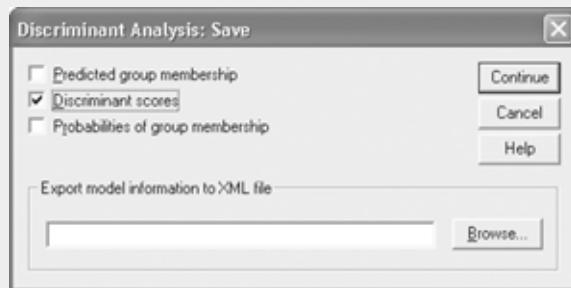 Discriminant Analysis: Save
Predicted group membership
Discriminant scores
Probabilities of group membership
Continue
Cancel
Help
Export model information to XML file
Browse...